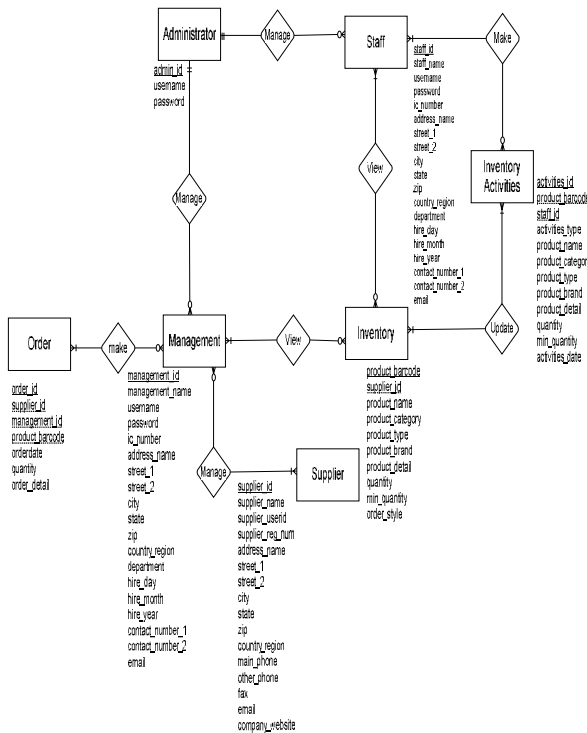 Administrator
admin_id
username
password
Manage
Staff
staff_id
staff_name
username
password
ic_number
address_name
street_1
street_2
city
state
zip
country_region
department
hire_day
hire_month
hire_year
contact_number_1
contact_number_2
email
Make
Inventory
Activities
activities_id
product_barcode
staff_id
activities_type
product_name
product_category
product_type
product_brand
product_detail
quantity
min_quantity
activities_date
Manage
View
Update
Order
order_id
supplier_id
management_id
product_barcode
orderdate
quantity
order_detail
make
Management
management_id
management_name
username
password
ic_number
address_name
street_1
street_2
city
state
zip
country_region
department
hire_day
hire_month
hire_year
contact_number_1
contact_number_2
email
View
Inventory
product_barcode
supplier_id
product_name
product_category
product_type
product_brand
product_detail
quantity
min_quantity
order_style
Manage
Supplier
supplier_id
supplier_name
supplier_userid
supplier_reg_num
address_name
street_1
street_2
city
state
zip
country_region
main_phone
other_phone
fax
email
company_website